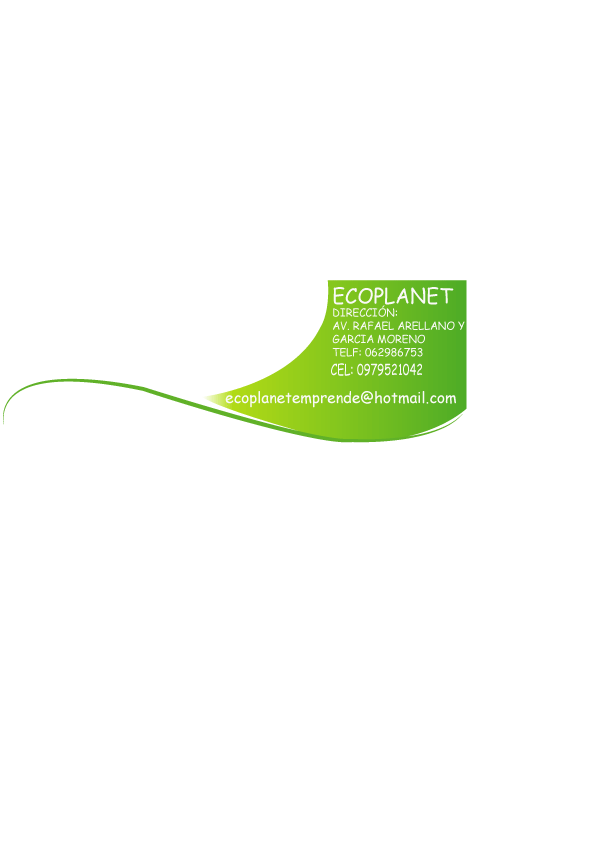 ECOPLANET
DIRECCIÓN:
AV. RAFAEL ARELLANO Y
GARCIA MORENO
TELF: 062986753
CEL: 0979521042
ecoplanetemprende@hotmail.com